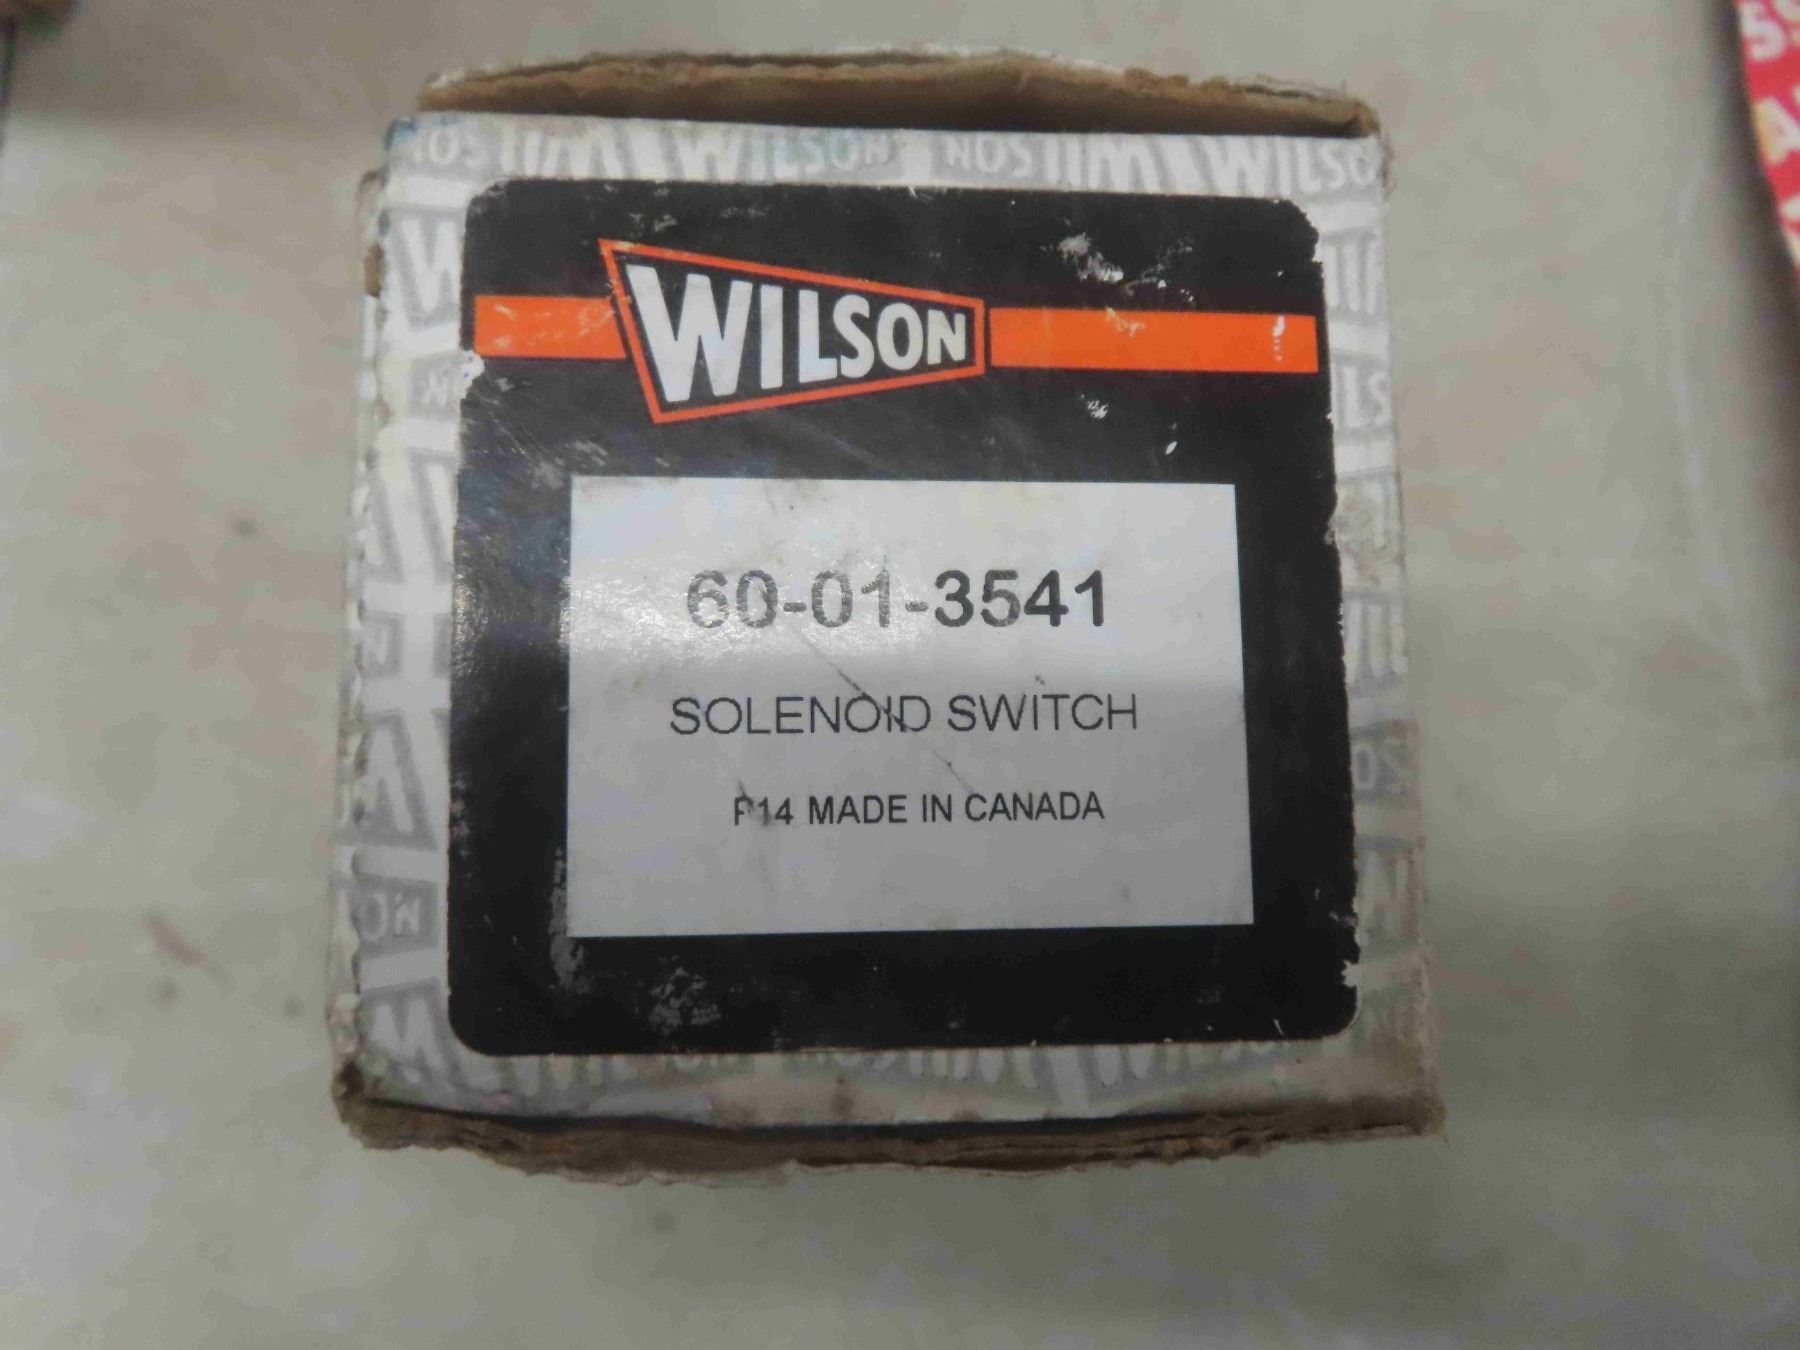 WILSON
60-01-3541
SOLENOID SWITCH
MADE IN CANADA